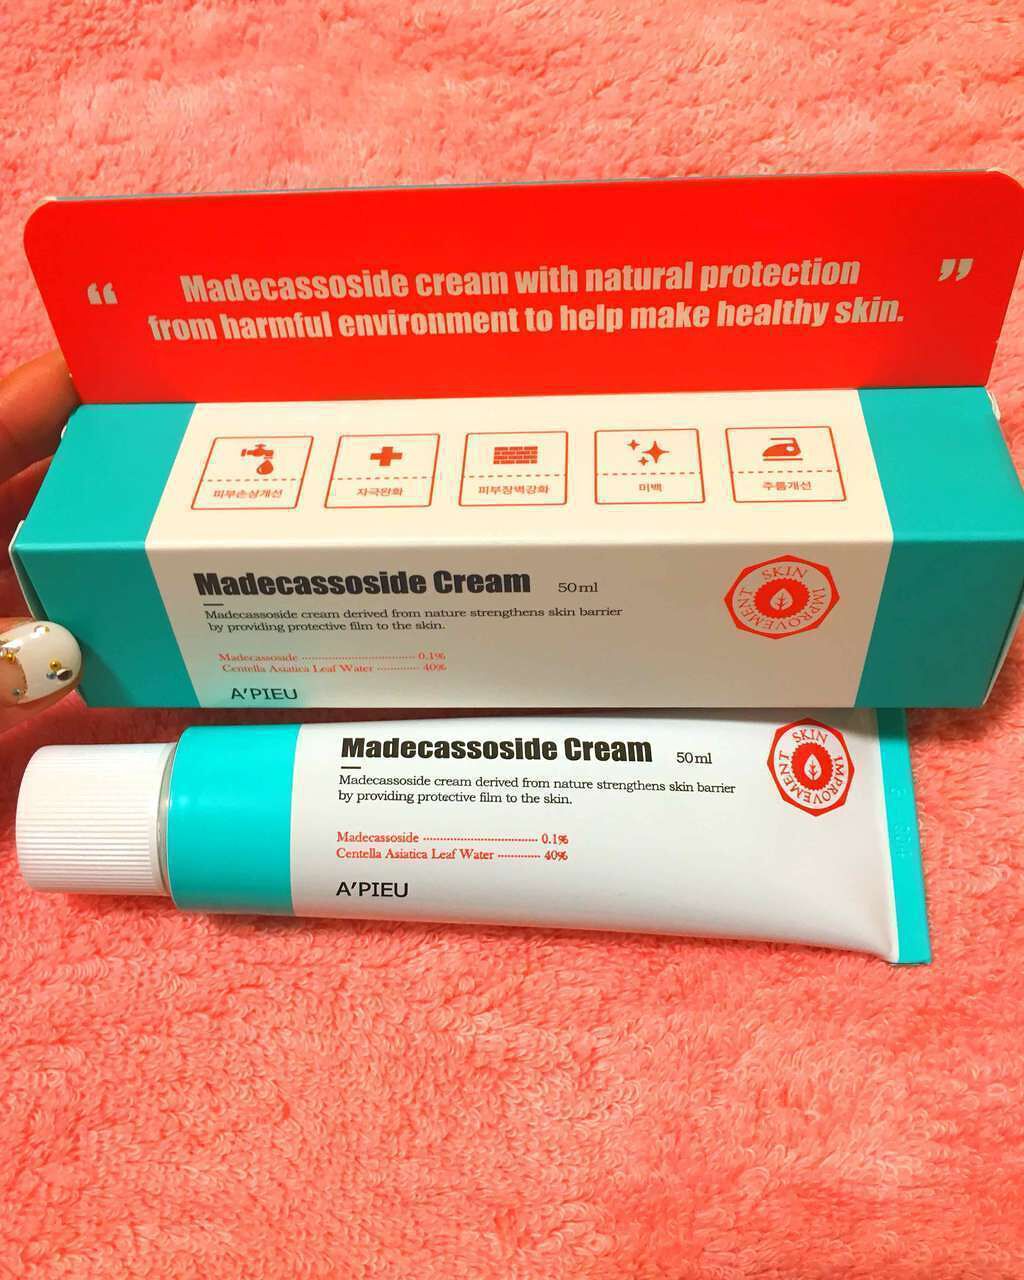 “ Madecassoside cream with natural protection ”
from harmful environment to help make healthy skin.
피부손상개선 자극완화 피부장벽강화 미백 주름개선
Madecassoside Cream 50ml
Madecassoside cream derived from nature strengthens skin barrier
by providing protective film to the skin.
SKIN IMPROVEMENT
Madecassoside 0.1%
Centella Asiatica Leaf Water 40%
A'PIEU
Madecassoside Cream 50ml
Madecassoside cream derived from nature strengthens skin barrier
by providing protective film to the skin.
SKIN IMPROVEMENT
Madecassoside 0.1%
Centella Asiatica Leaf Water 40%
A'PIEU